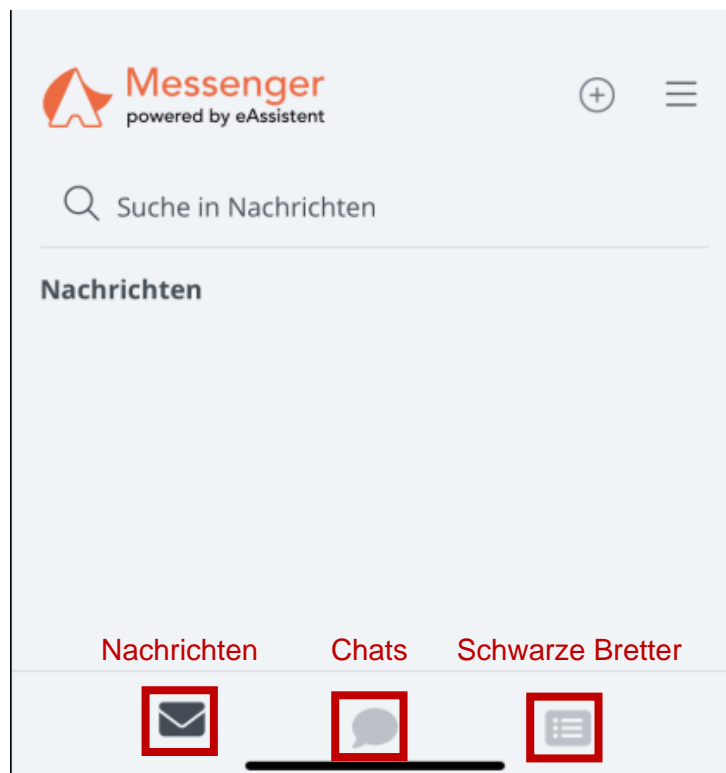 Messenger
powered by eAssistent
Suche in Nachrichten
Nachrichten
Nachrichten Chats Schwarze Bretter